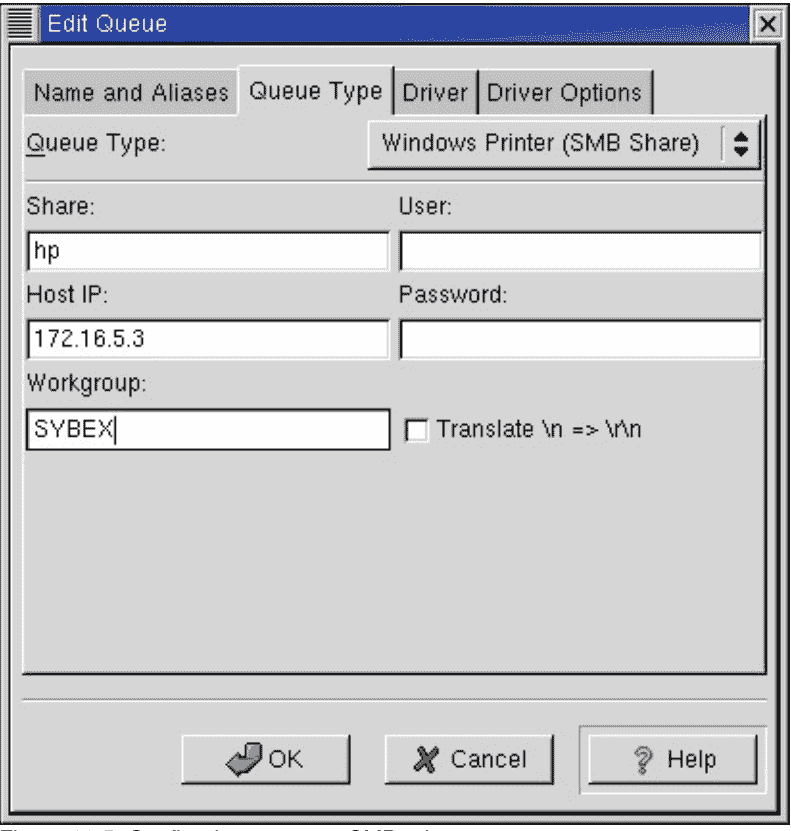 Edit Queue
Name and Aliases Queue Type Driver Driver Options
Queue Type: Windows Printer (SMB Share)
Share: User:
hp
Host IP: Password:
172.16.5.3
Workgroup:
SYBEX Translate \n => \r\n
OK Cancel Help